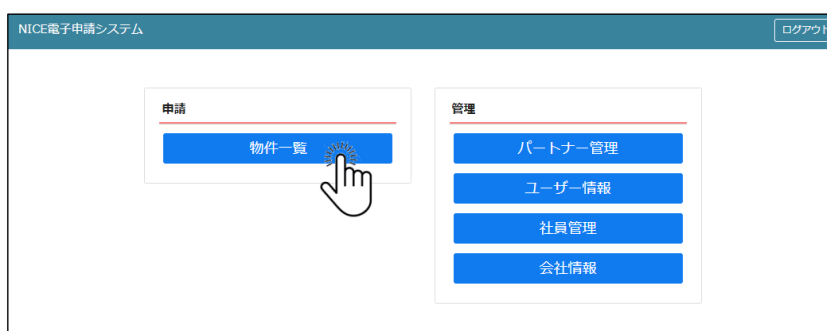 NICE電子申請システム
ログアウト
申請
物件一覧
管理
パートナー管理
ユーザー情報
社員管理
会社情報